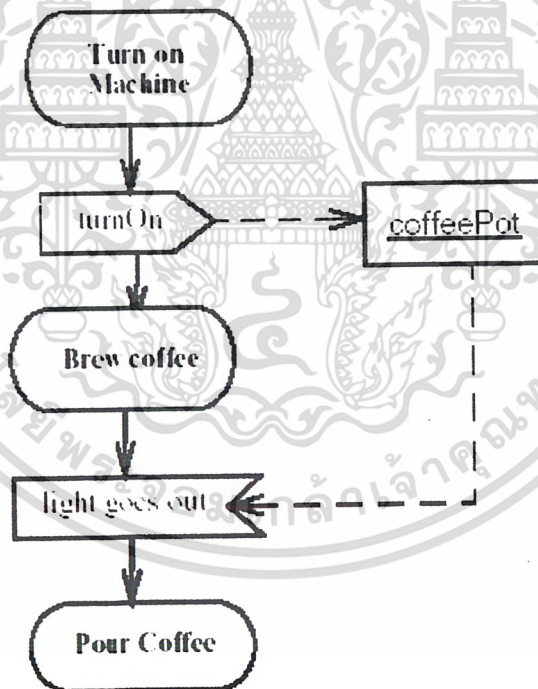 Turn on
Machine
turnOn
coffeePot
Brew coffee
light goes out
Pour Coffee